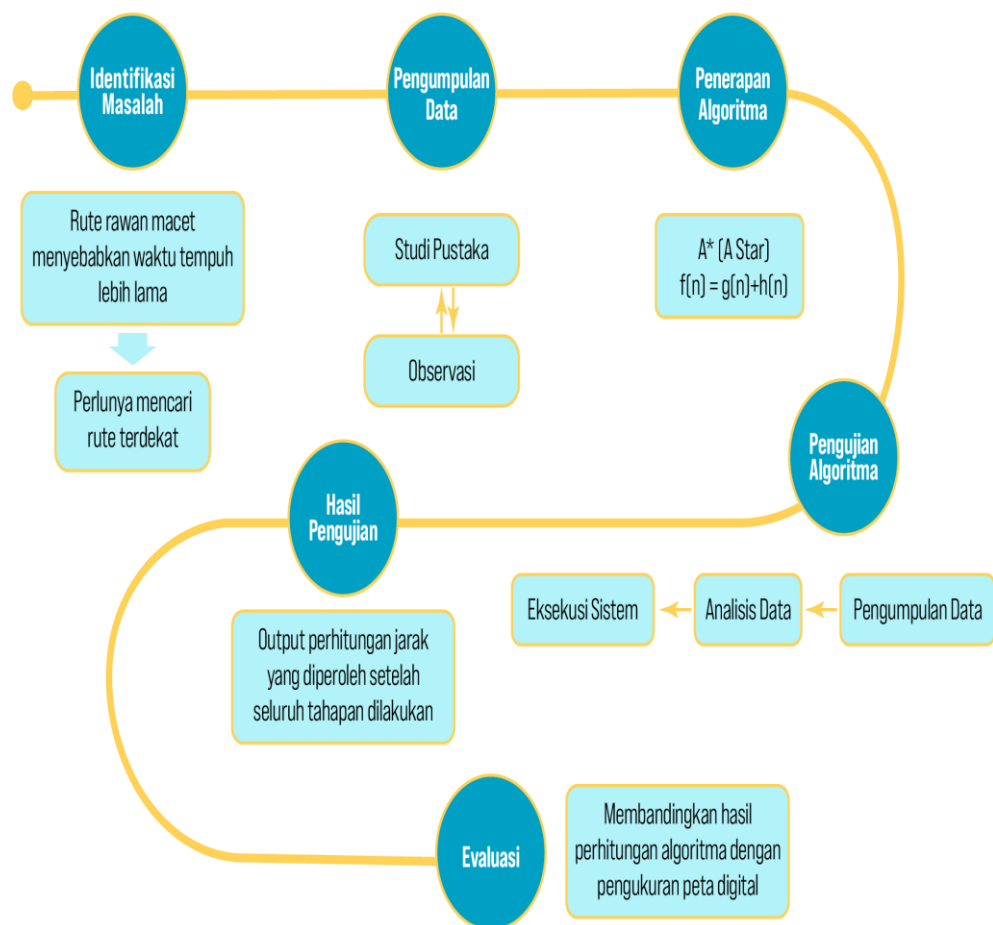 Identifikasi
Masalah
Pengumpulan
Data
Penerapan
Algoritma
Rute rawan macet
menyebabkan waktu tempuh
lebih lama
Perlunya mencari
rute terdekat
Studi Pustaka
Observasi
A* (A Star)
f(n) = g(n)+h(n)
Pengujian
Algoritma
Hasil
Pengujian
Eksekusi Sistem
Analisis Data
Pengumpulan Data
Output perhitungan jarak
yang diperoleh setelah
seluruh tahapan dilakukan
Evaluasi
Membandingkan hasil
perhitungan algoritma dengan
pengukuran peta digital